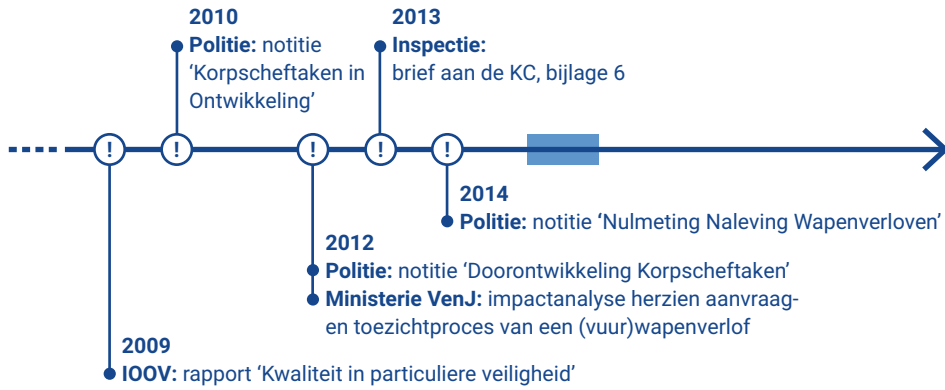 2010
Politie: notitie
‘Korpscheftaken in
Ontwikkeling’
2013
Inspectie:
brief aan de KC, bijlage 6
! ! ! ! !
2014
Politie: notitie ‘Nulmeting Naleving Wapenverloven’
2012
Politie: notitie ‘Doorontwikkeling Korpscheftaken’
Ministerie VenJ: impactanalyse herzien aanvraag-
en toezichtproces van een (vuur)wapenverlof
2009
IOOV: rapport ‘Kwaliteit in particuliere veiligheid’